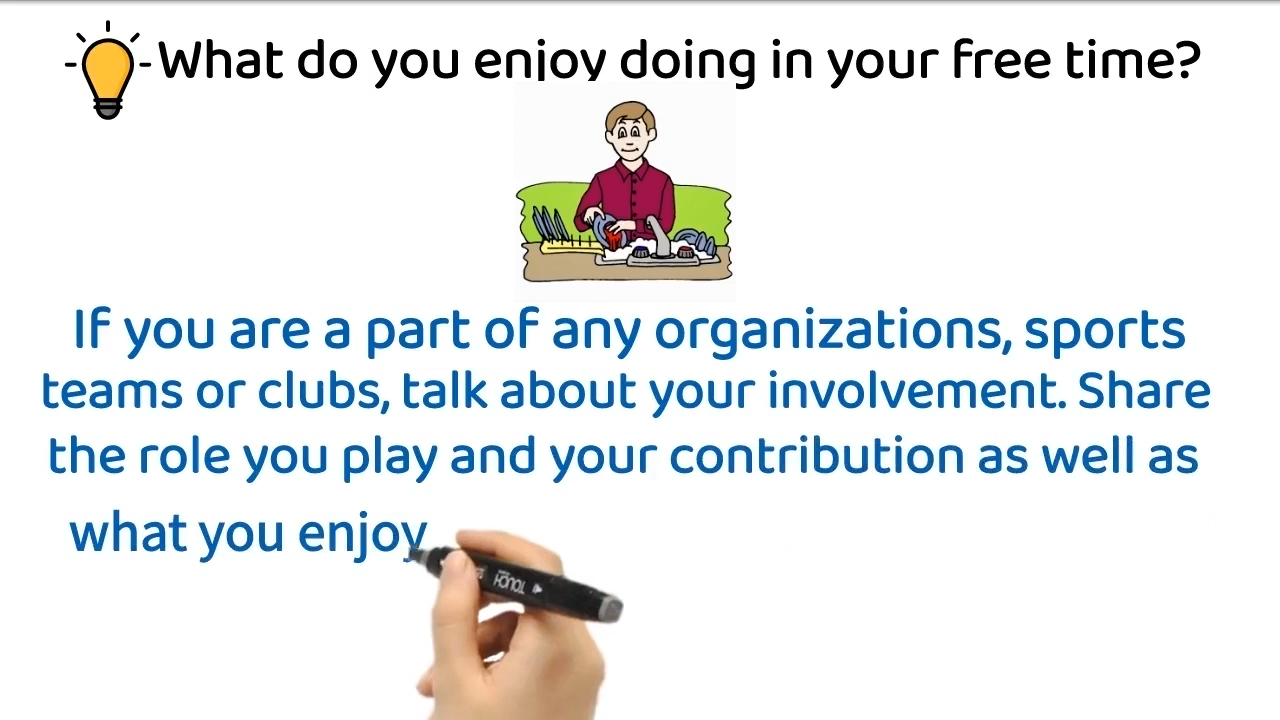 What do you enjoy doing in your free time?
If you are a part of any organizations, sports
teams or clubs, talk about your involvement. Share
the role you play and your contribution as well as
what you enjoy
TOUCH